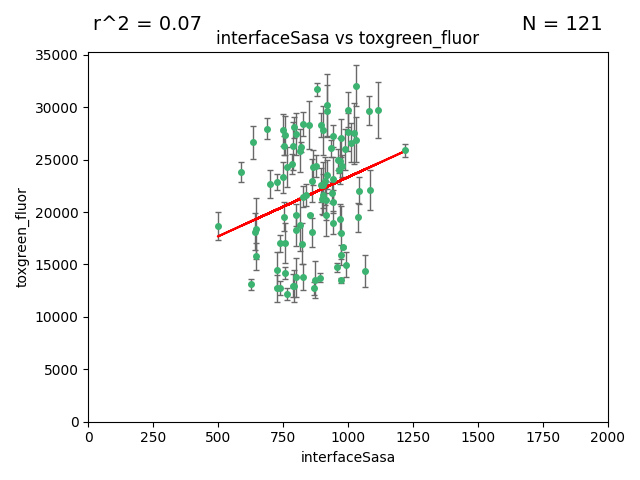 r^2 = 0.07
N = 121
interfaceSasa vs toxgreen_fluor
35000
30000
25000
20000
15000
10000
5000
0
toxgreen_fluor
0 250 500 750 1000 1250 1500 1750 2000
interfaceSasa